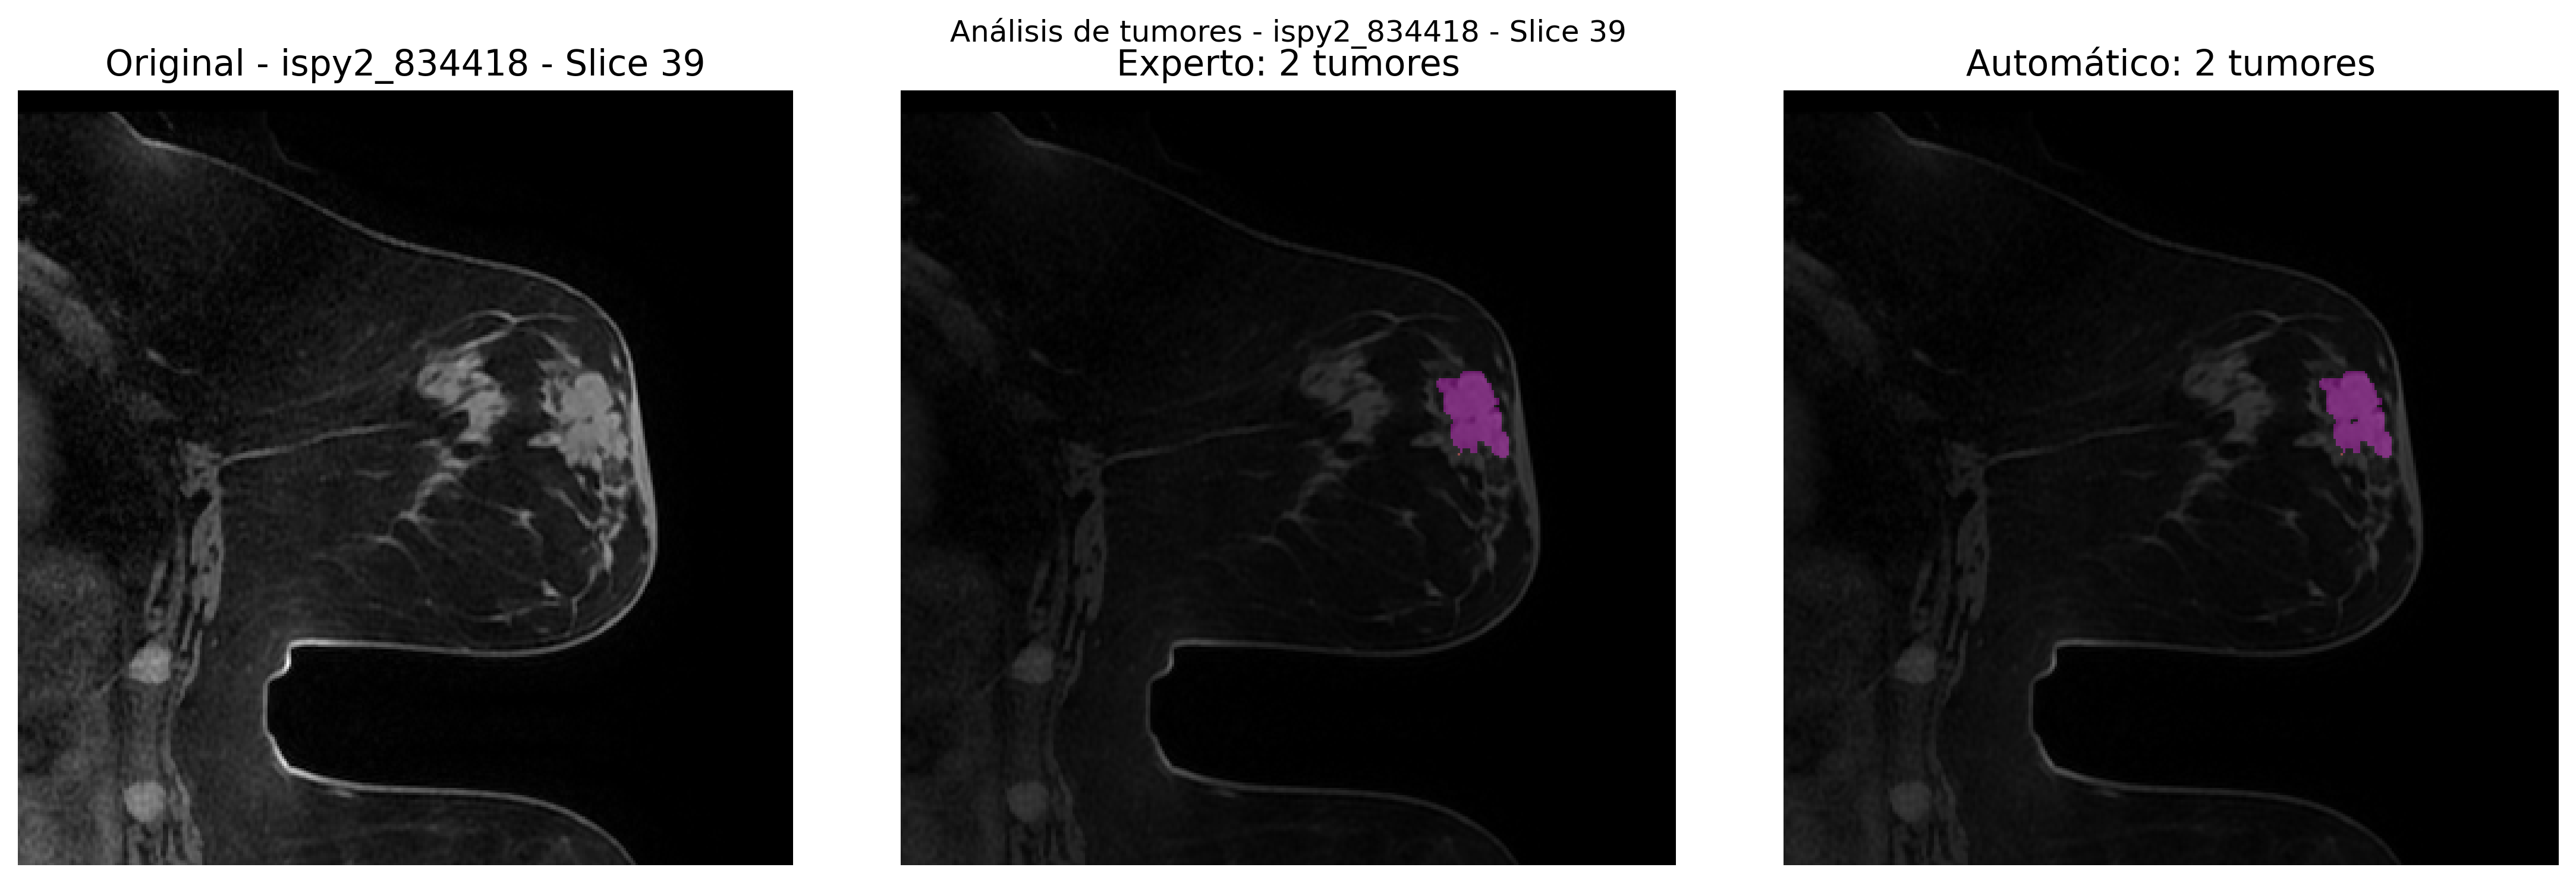 Análisis de tumores - ispy2_834418 - Slice 39
Original - ispy2_834418 - Slice 39
Experto: 2 tumores
Automático: 2 tumores